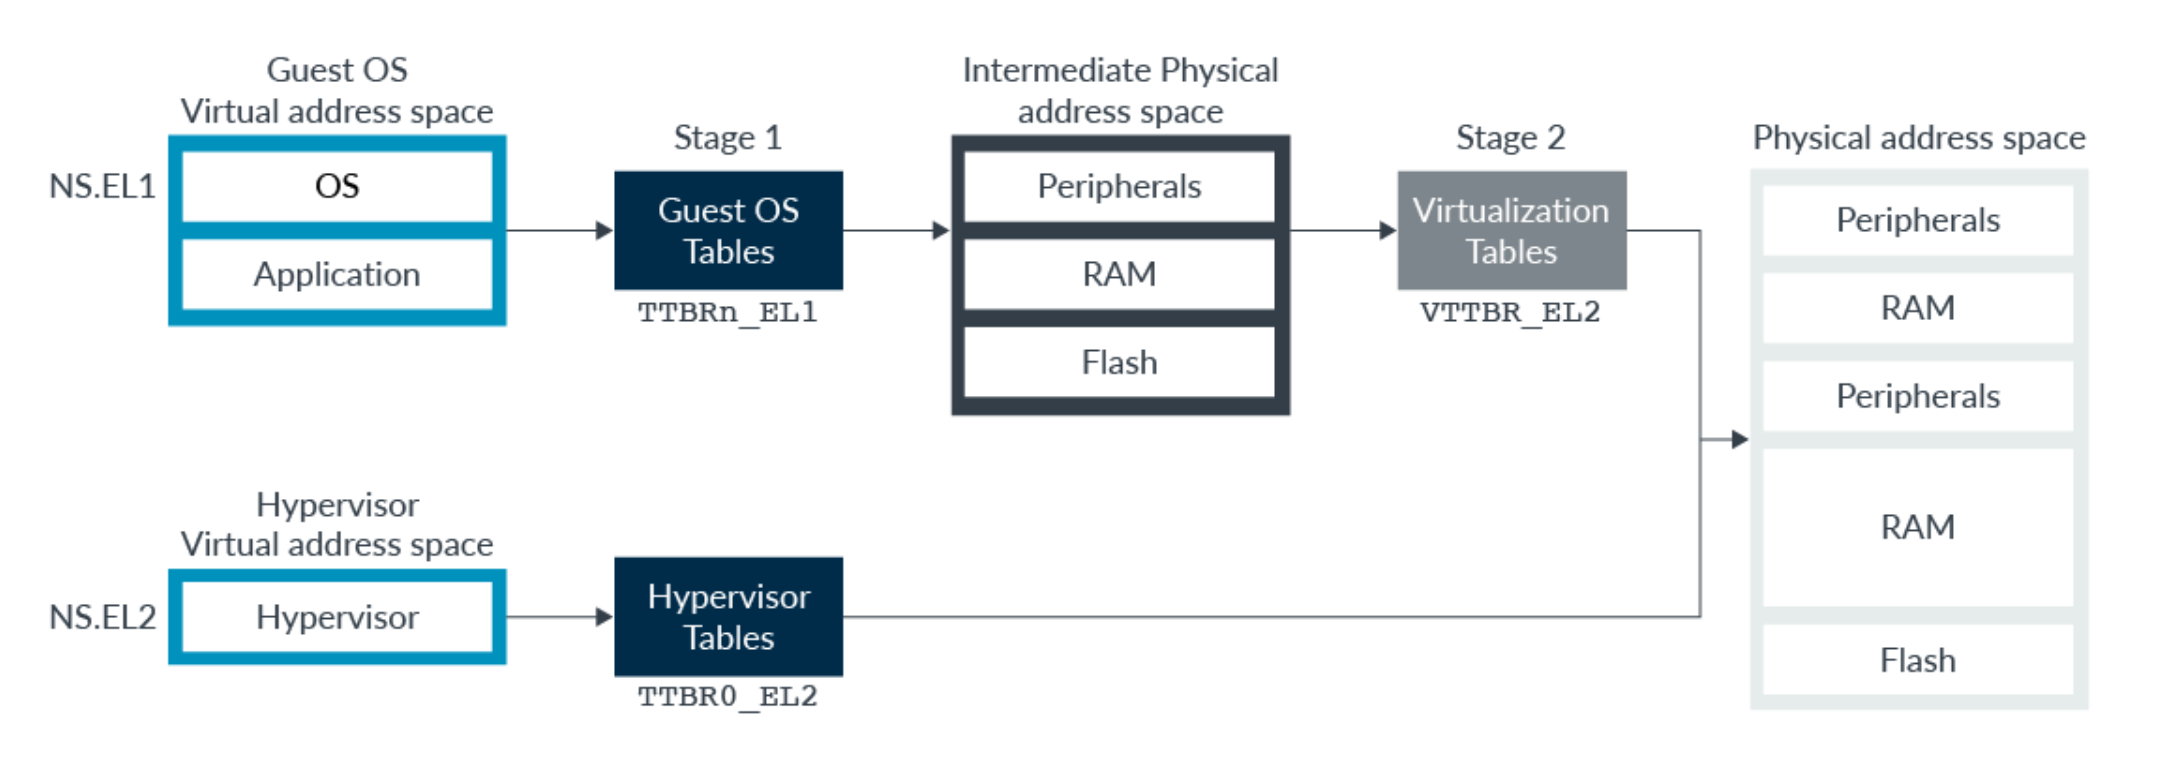 Guest OS
Virtual address space
NS.EL1
OS
Application
Stage 1
Guest OS
Tables
TTBRn_EL1
Intermediate Physical
address space
Peripherals
RAM
Flash
Stage 2
Virtualization
Tables
VTTBR_EL2
Physical address space
Peripherals
RAM
Peripherals
RAM
Flash
Hypervisor
Virtual address space
NS.EL2
Hypervisor
Hypervisor
Tables
TTBR0_EL2